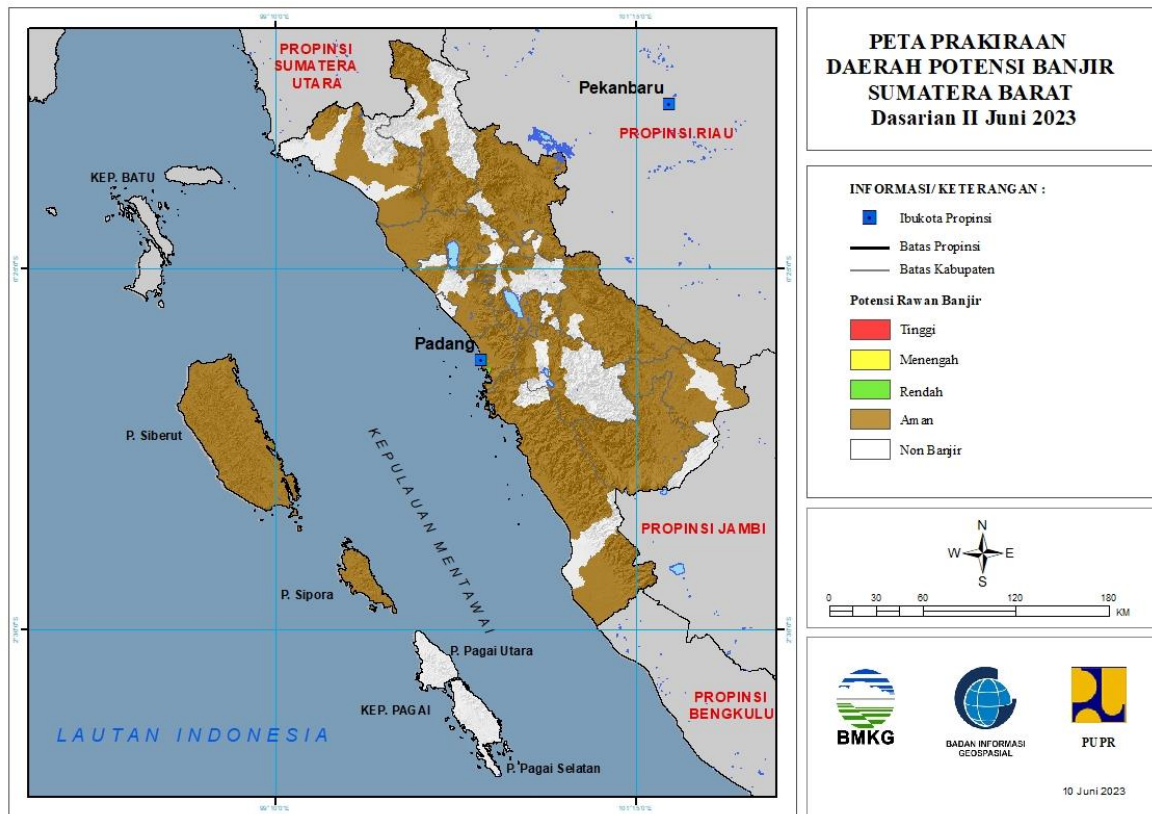 PETA PRAKIRAAN
DAERAH POTENSI BANJIR
SUMATERA BARAT
Dasarian II Juni 2023
INFORMASI/ KETERANGAN :
Ibukota Propinsi
Batas Propinsi
Batas Kabupaten
Potensi Rawan Banjir
Tinggi
Menengah
Rendah
Aman
Non Banjir
N
W E
S
0 30 60 120 180
KM
BMKG
BADAN INFORMASI
GEOSPASIAL
PUPR
10 Juni 2023
PROPINSI
SUMATERA
UTARA
Pekanbaru
PROPINSI RIAU
KEP. BATU
Padang
P. Siberut
KEPULAUAN MENTAWAI
PROPINSI JAMBI
P. Sipora
P. Pagai Utara
KEP. PAGAI
PROPINSI
BENGKULU
LAUTAN INDONESIA
P. Pagai Selatan